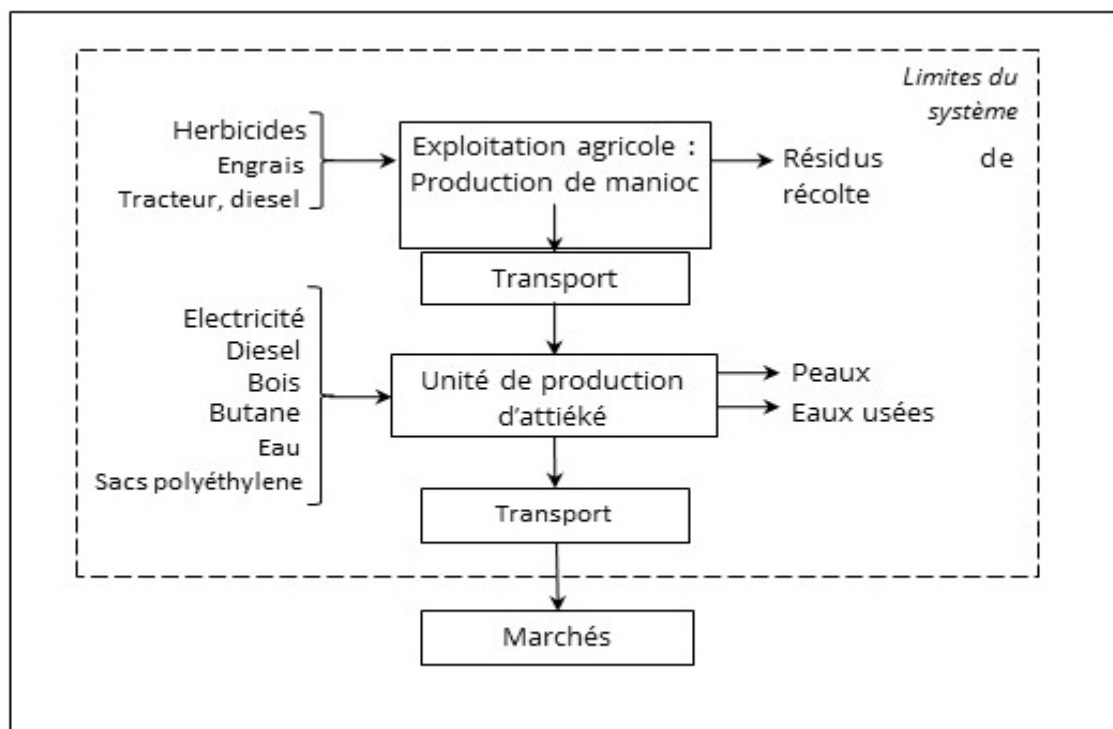 Limites du
système
Herbicides
Engrais
Tracteur, diesel
Exploitation agricole :
Production de manioc
Résidus de
récolte
Transport
Electricité
Diesel
Bois
Butane
Eau
Sacs polyéthylene
Unité de production
d'attiéké
Peaux
Eaux usées
Transport
Marchés